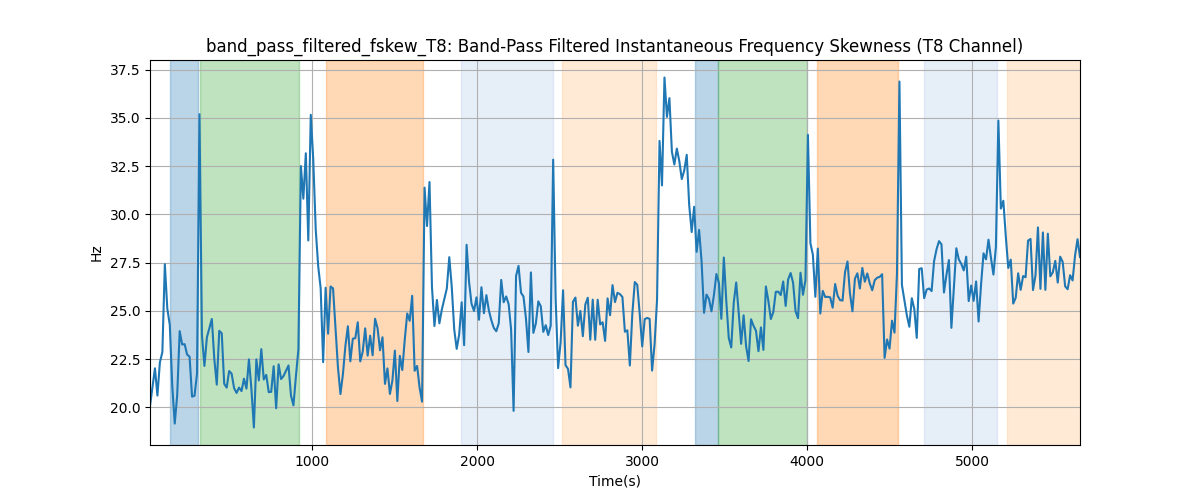 band_pass_filtered_fskew_T8: Band-Pass Filtered Instantaneous Frequency Skewness (T8 Channel)
37.5
35.0
32.5
30.0
27.5
25.0
22.5
20.0
Hz
1000 2000 3000 4000 5000
Time(s)